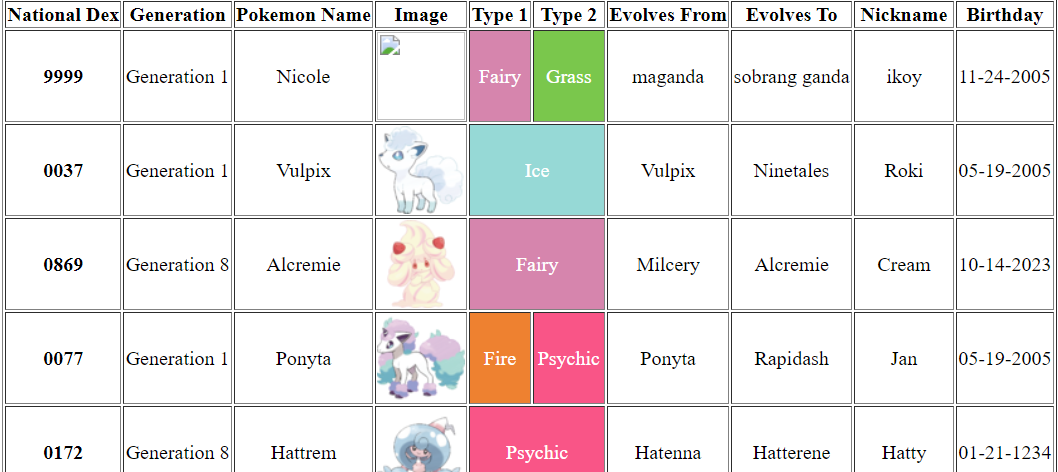 National Dex Generation Pokemon Name Image Type 1 Type 2 Evolves From Evolves To Nickname Birthday
9999 Generation 1 Nicole Fairy Grass maganda sobrang ganda ikoy 11-24-2005
0037 Generation 1 Vulpix Ice Vulpix Ninetales Roki 05-19-2005
0869 Generation 8 Alcremie Fairy Milcery Alcremie Cream 10-14-2023
0077 Generation 1 Ponyta Fire Psychic Ponyta Rapidash Jan 05-19-2005
0172 Generation 8 Hattrem Psychic Hatenna Hatterene Hatty 01-21-1234